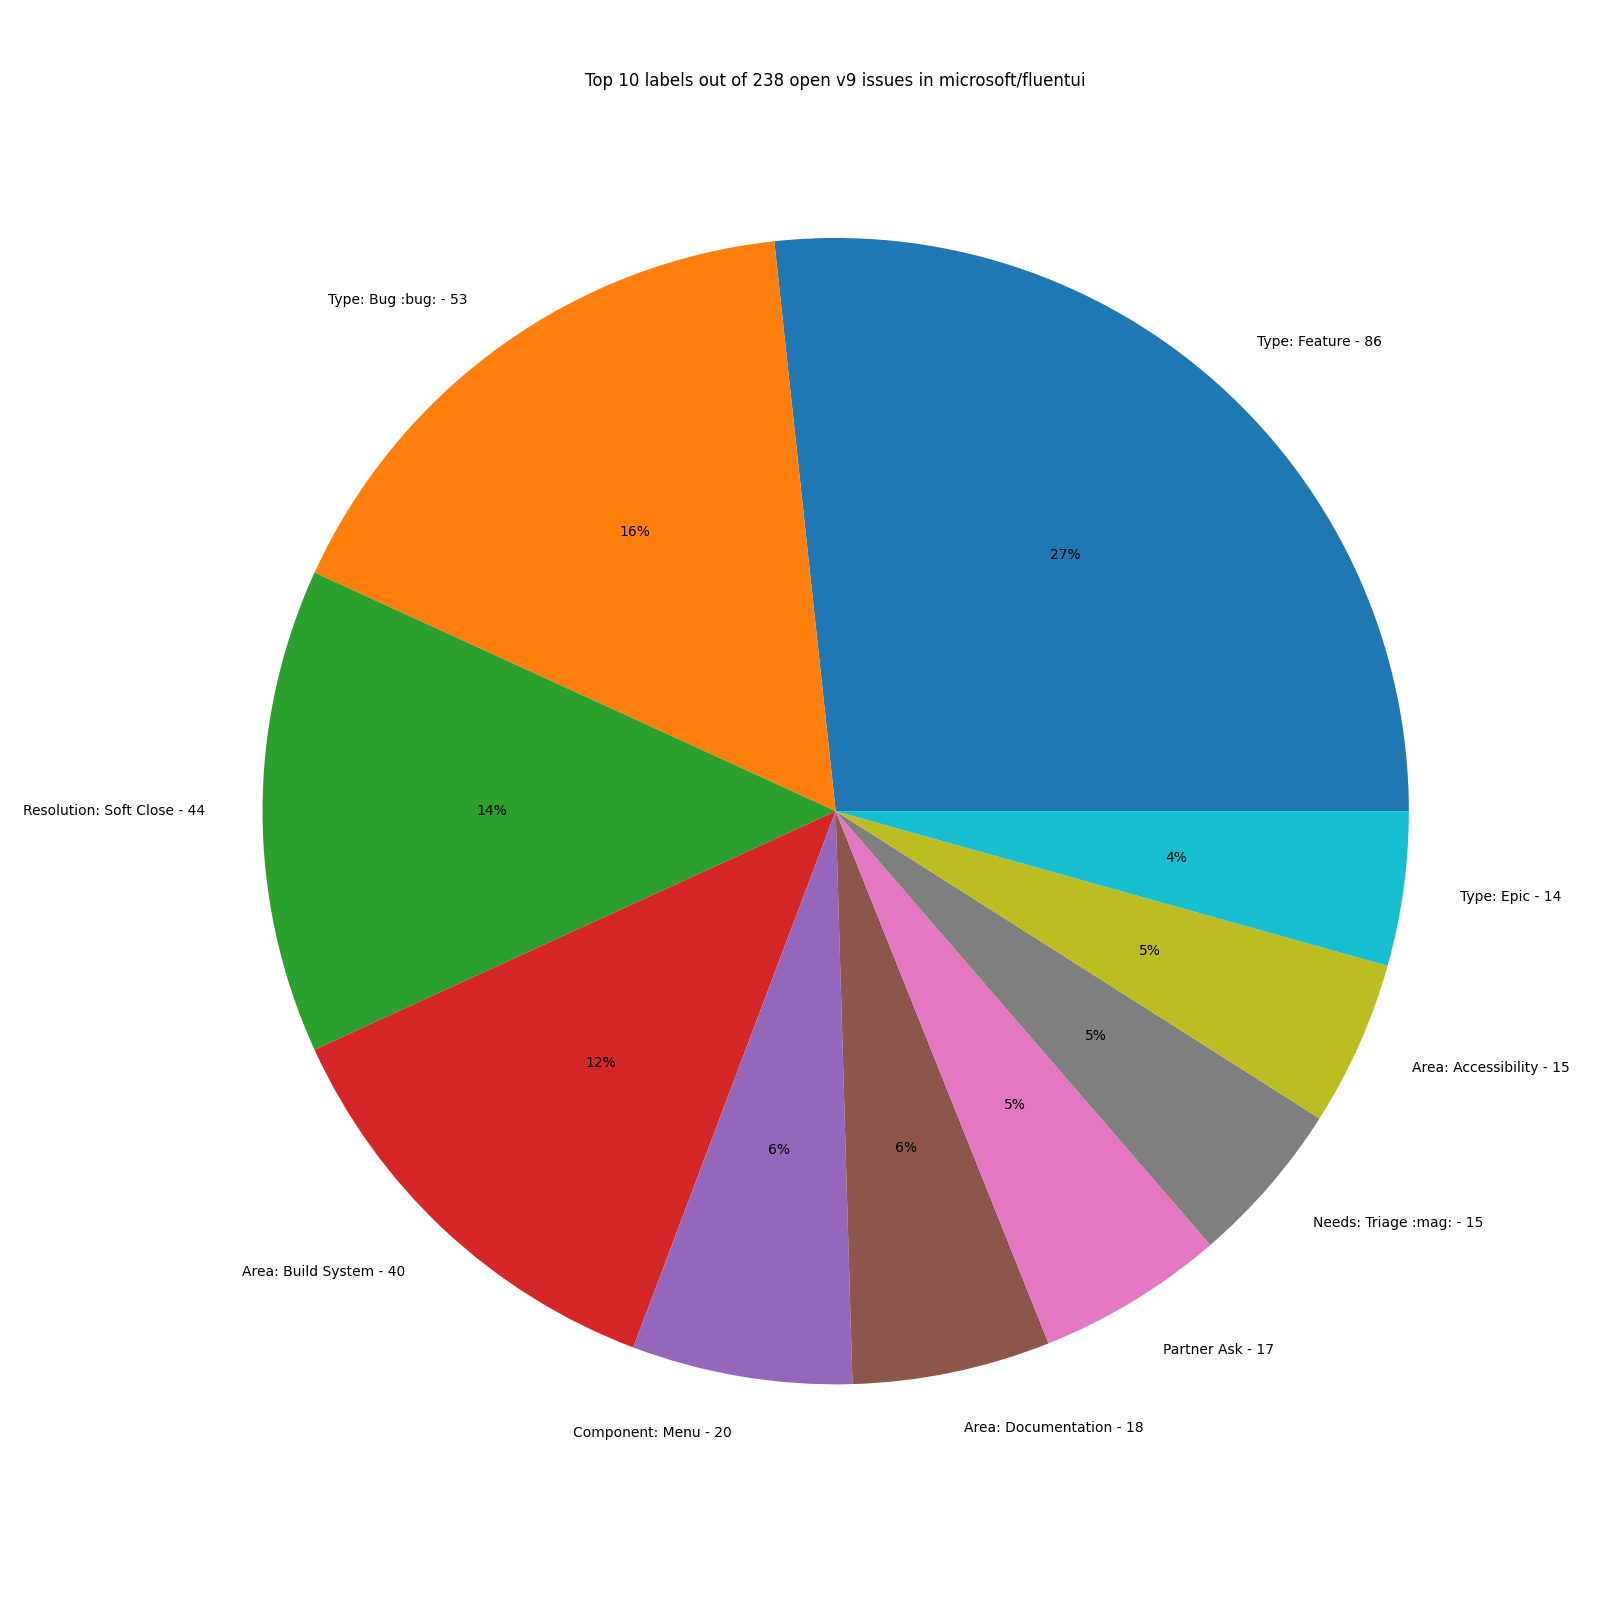 Top 10 labels out of 238 open v9 issues in microsoft/fluentui
Type: Bug :bug: - 53
Type: Feature - 86
16%
27%
Resolution: Soft Close - 44
14%
4%
Type: Epic - 14
5%
5%
12%
Area: Accessibility - 15
5%
6%
6%
Needs: Triage :mag: - 15
Area: Build System - 40
Partner Ask - 17
Area: Documentation - 18
Component: Menu - 20